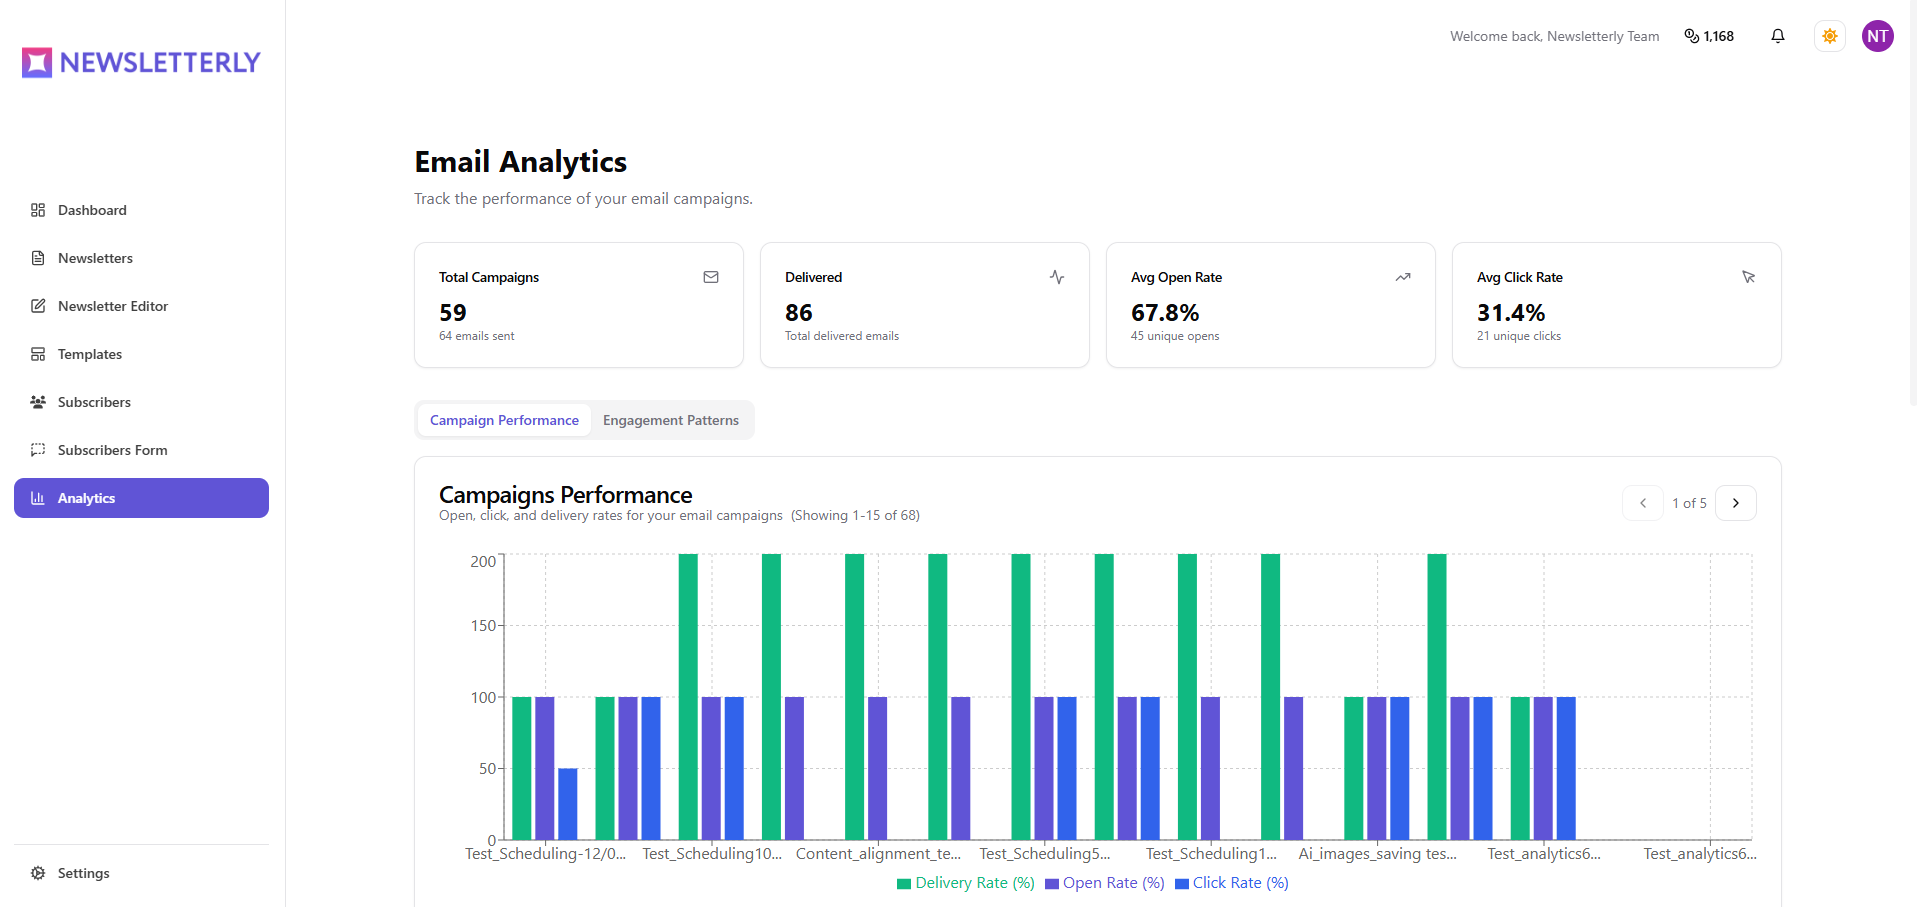 NEWSLETTERLY
Welcome back, Newsletterly Team
1,168
NT
Dashboard
Newsletters
Newsletter Editor
Templates
Subscribers
Subscribers Form
Analytics
Settings
Email Analytics
Track the performance of your email campaigns.
Total Campaigns
59
64 emails sent
Delivered
86
Total delivered emails
Avg Open Rate
67.8%
45 unique opens
Avg Click Rate
31.4%
21 unique clicks
Campaign Performance
Engagement Patterns
Campaigns Performance
Open, click, and delivery rates for your email campaigns (Showing 1-15 of 68)
1 of 5
200
150
100
50
0
Test_Scheduling-12/0...
Test_Scheduling10...
Content_alignment_te...
Test_Scheduling5...
Test_Scheduling1...
Ai_images_saving tes...
Test_analytics6...
Test_analytics6...
Delivery Rate (%)
Open Rate (%)
Click Rate (%)